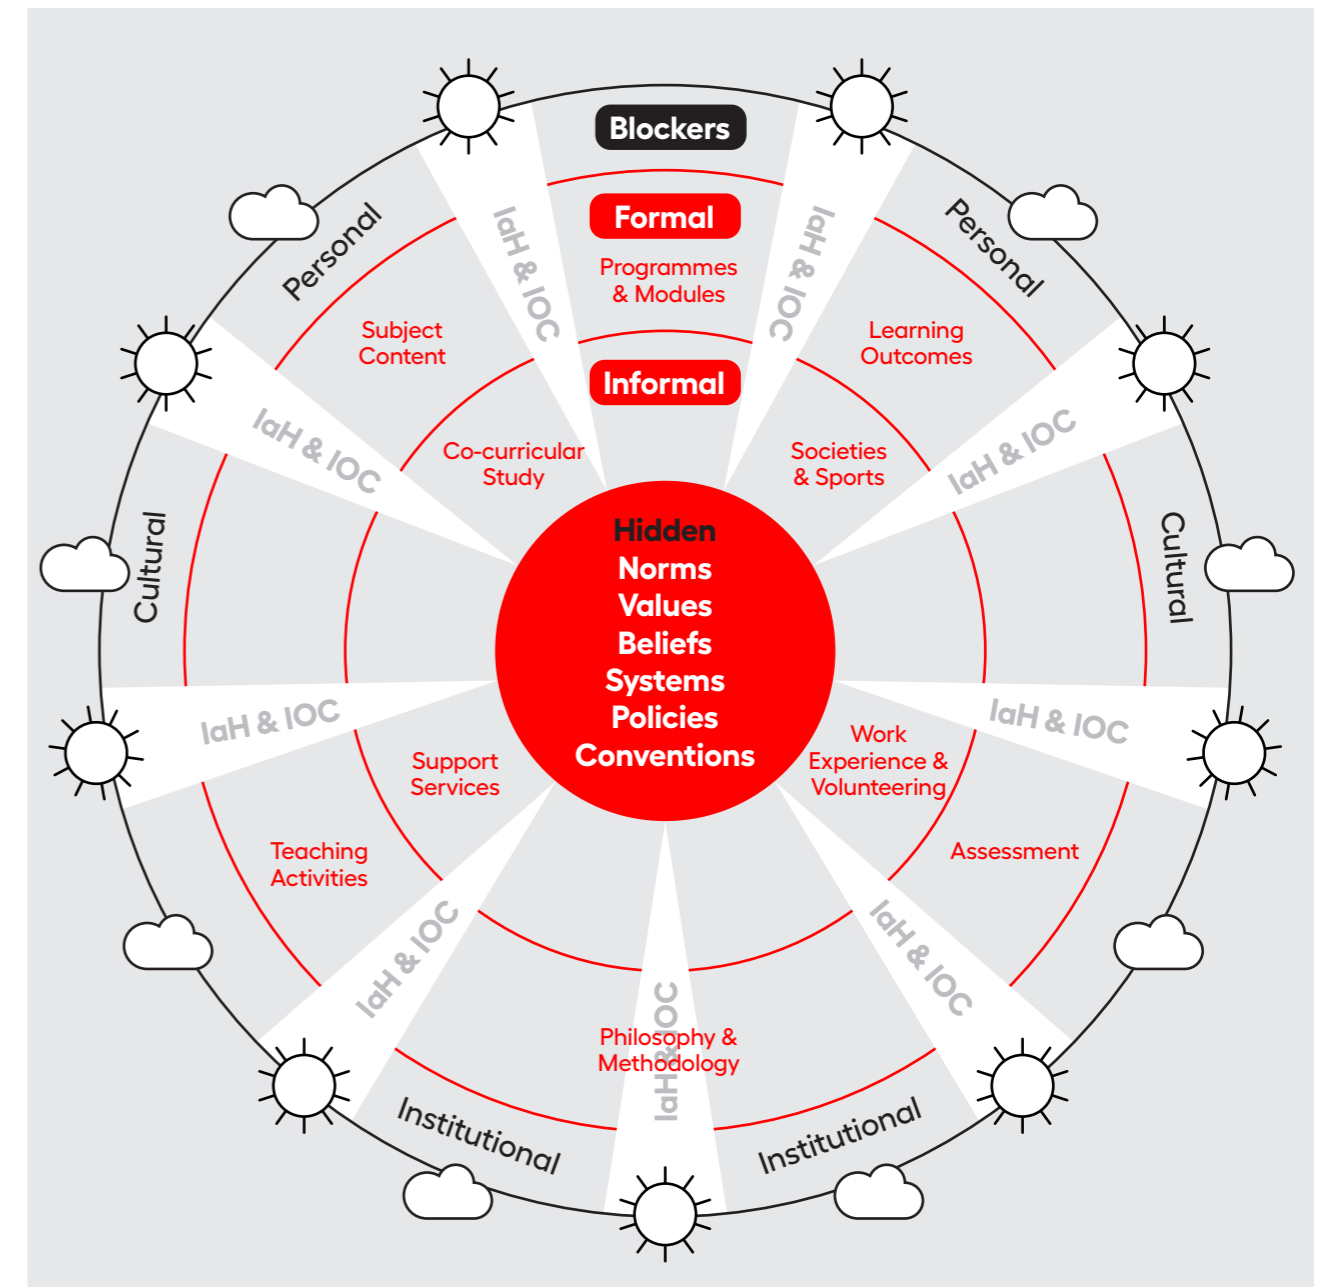 Blockers
Formal
Programmes
& Modules
Informal
Personal
Personal
Cultural
Cultural
Institutional
Institutional
IaH & IOC
IaH & IOC
IaH & IOC
IaH & IOC
IaH & IOC
IaH & IOC
IaH & IOC
IaH & IOC
IaH & IOC
Subject
Content
Learning
Outcomes
Co-curricular
Study
Societies
& Sports
Hidden
Norms
Values
Beliefs
Systems
Policies
Conventions
Support
Services
Work
Experience &
Volunteering
Teaching
Activities
Assessment
Philosophy &
Methodology